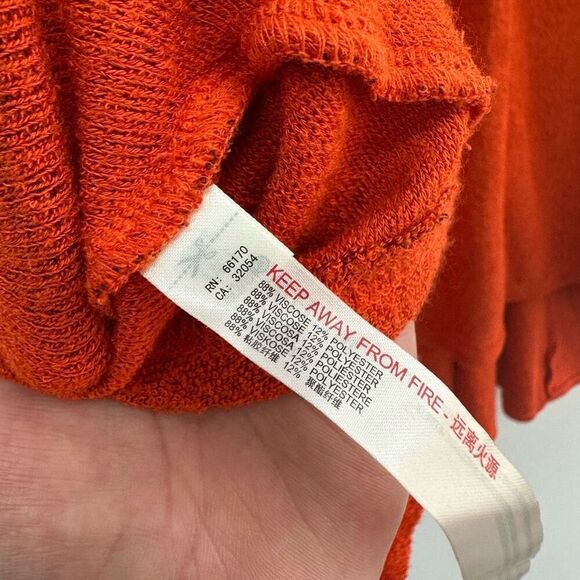 RN: 66170
CA: 32054
KEEP AWAY FROM FIRE - 远离火源
88% VISCOSE 12% POLYESTER
88% VISCOSE 12% POLYESTER
88% VISCOSA 12% POLIESTER
88% VISCOSA 12% POLIESTERE
88% VISKOSE 12% POLYESTER
88% 粘胶纤维 12% 聚酯纤维